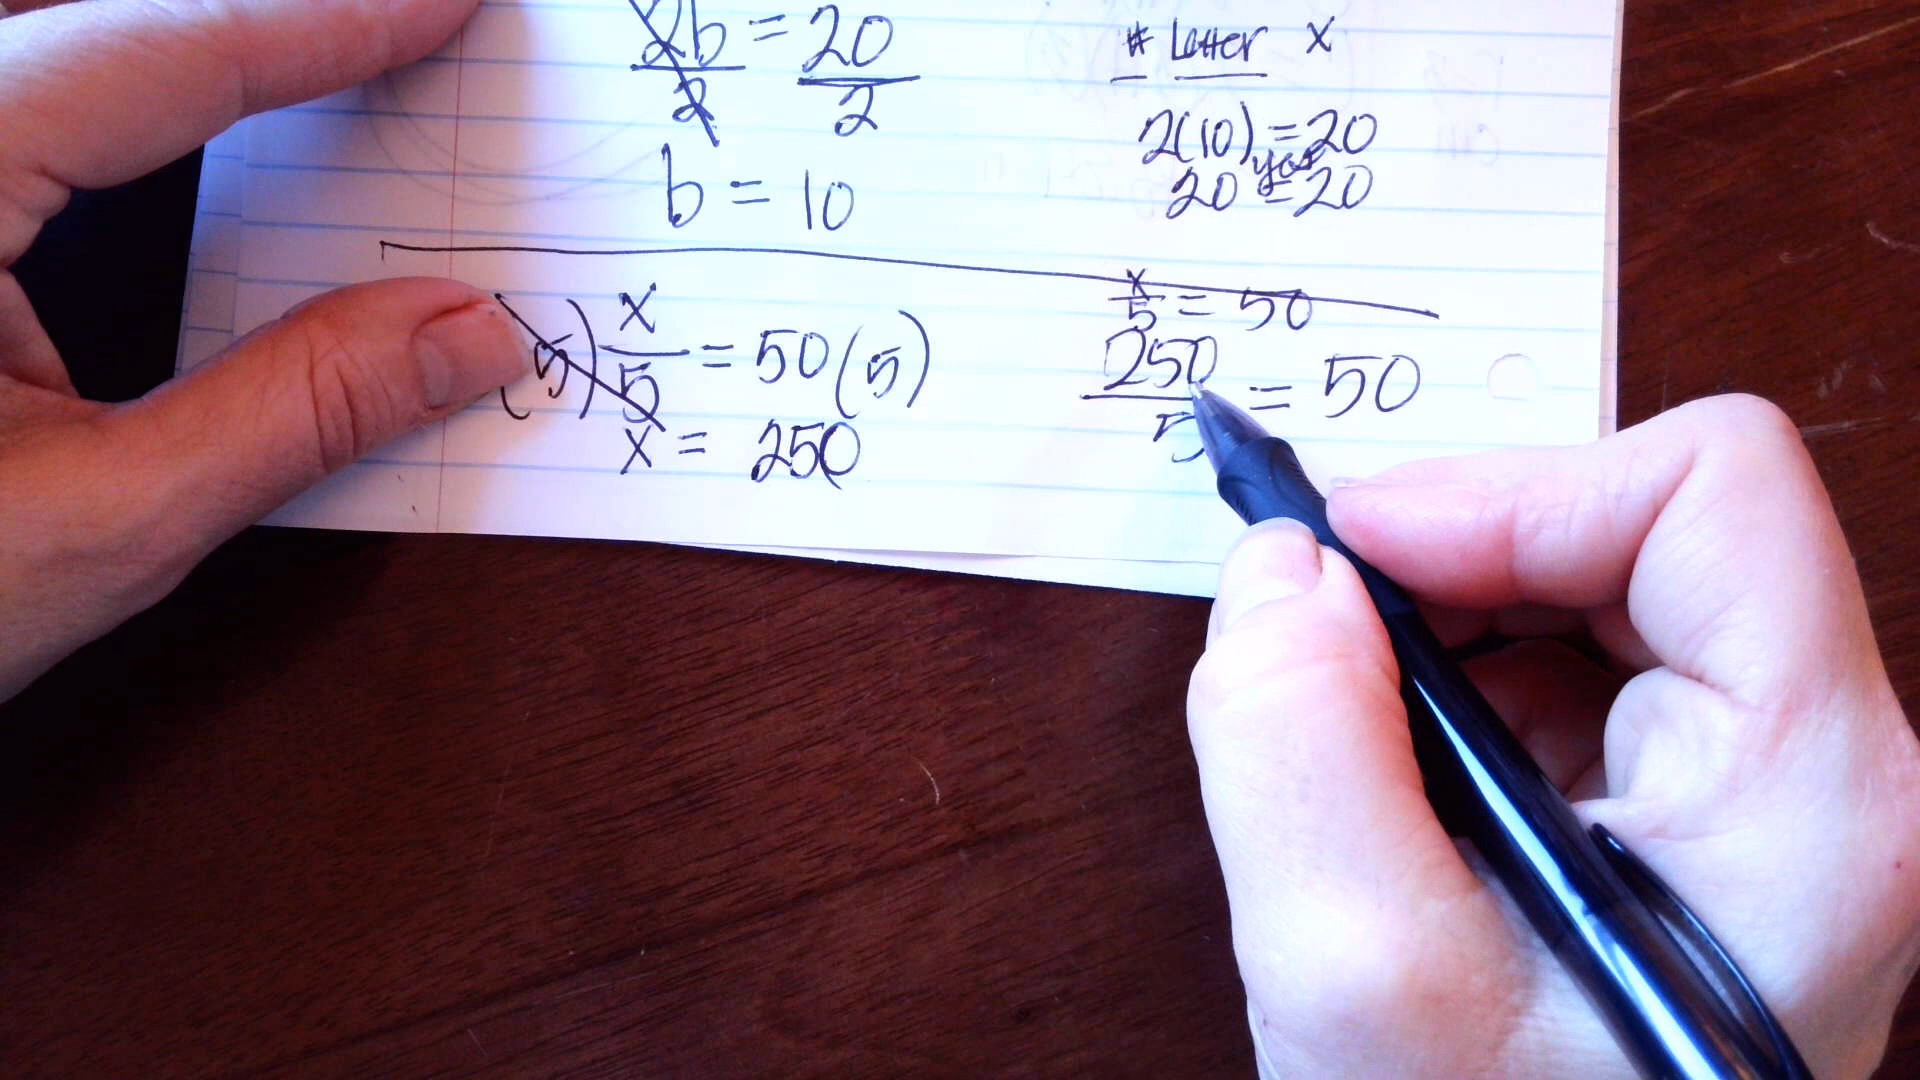 2b = 20
2 2
b = 10
# Letter X
2(10) = 20
yes
20 = 20
(5) x/5 = 50 (5)
x = 250
x/5 = 50
250/5 = 50